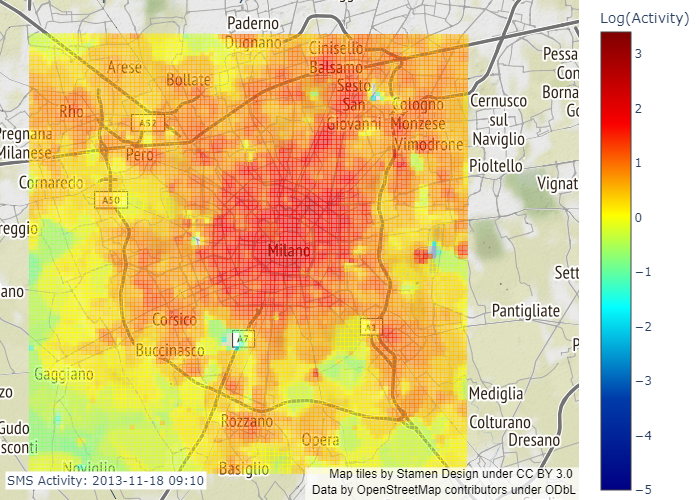 Log(Activity)
Paderno
Dugnano
Cinisello
Balsamo
Sesto
San
Giovanni
Cologno
Monzese
Vimodrone
Arese
Bollate
Rho
A52
Pero
Pregnana
Milanese
Cornaredo
A50
reggio
ano
Milano
Corsico
Buccinasco
A7
A1
Gaggiano
zo
Gudo
sconti
Rozzano
Opera
Noviglio
Basiglio
Pessa
Con
Borna
Go
Cernusco
sul
Naviglio
Pioltello
Vignat
Sett
Pantigliate
P
Mediglia
Colturano
Dresano
3
2
1
0
−1
−2
−3
−4
−5
SMS Activity: 2013-11-18 09:10
Map tiles by Stamen Design under CC BY 3.0
Data by OpenStreetMap contributors under ODbL